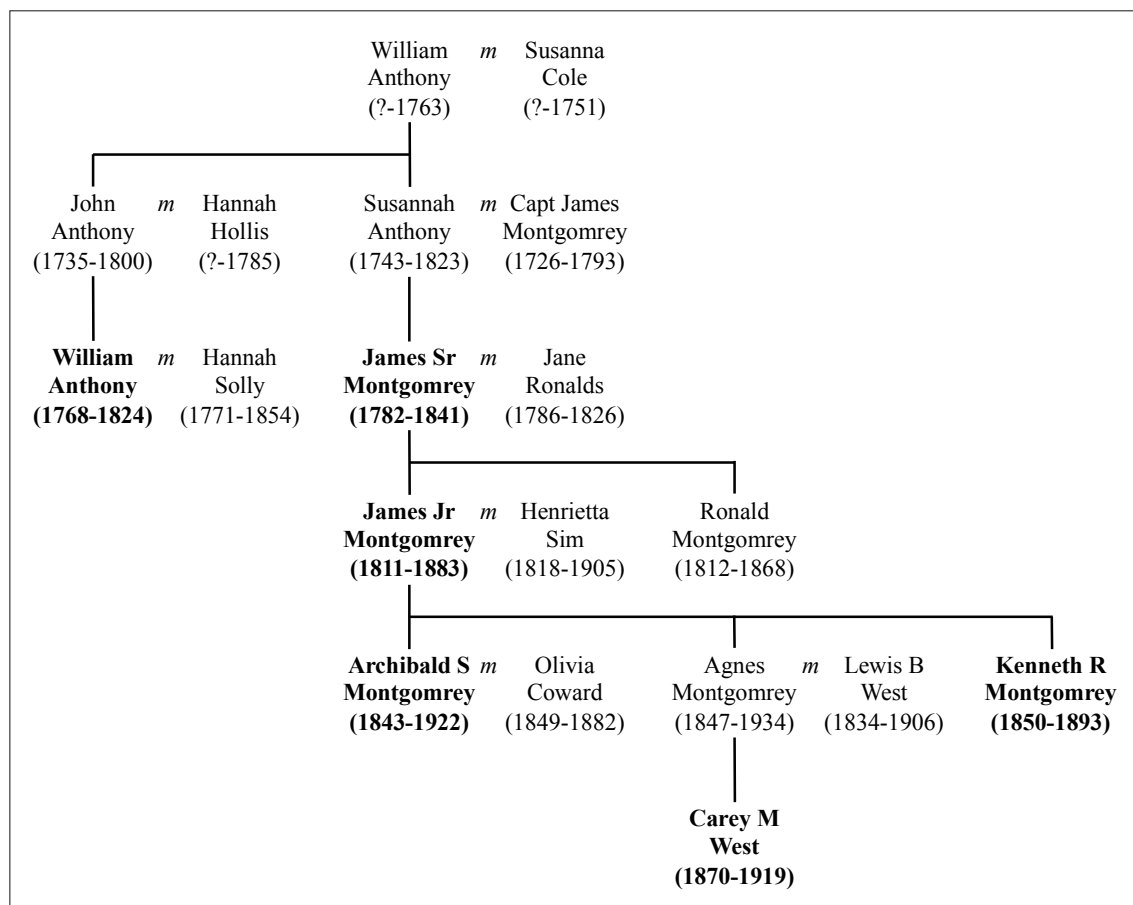 William m Susanna
Anthony Cole
(?-1763) (?-1751)
John m Hannah Susannah m Capt James
Anthony Hollis Anthony Montgomrey
(1735-1800) (?-1785) (1743-1823) (1726-1793)
William m Hannah James Sr m Jane
Anthony Solly Montgomrey Ronalds
(1768-1824) (1771-1854) (1782-1841) (1786-1826)
James Jr m Henrietta Ronald
Montgomrey Sim Montgomrey
(1811-1883) (1818-1905) (1812-1868)
Archibald S m Olivia Agnes m Lewis B Kenneth R
Montgomrey Coward Montgomrey West Montgomrey
(1843-1922) (1849-1882) (1847-1934) (1834-1906) (1850-1893)
Carey M
West
(1870-1919)